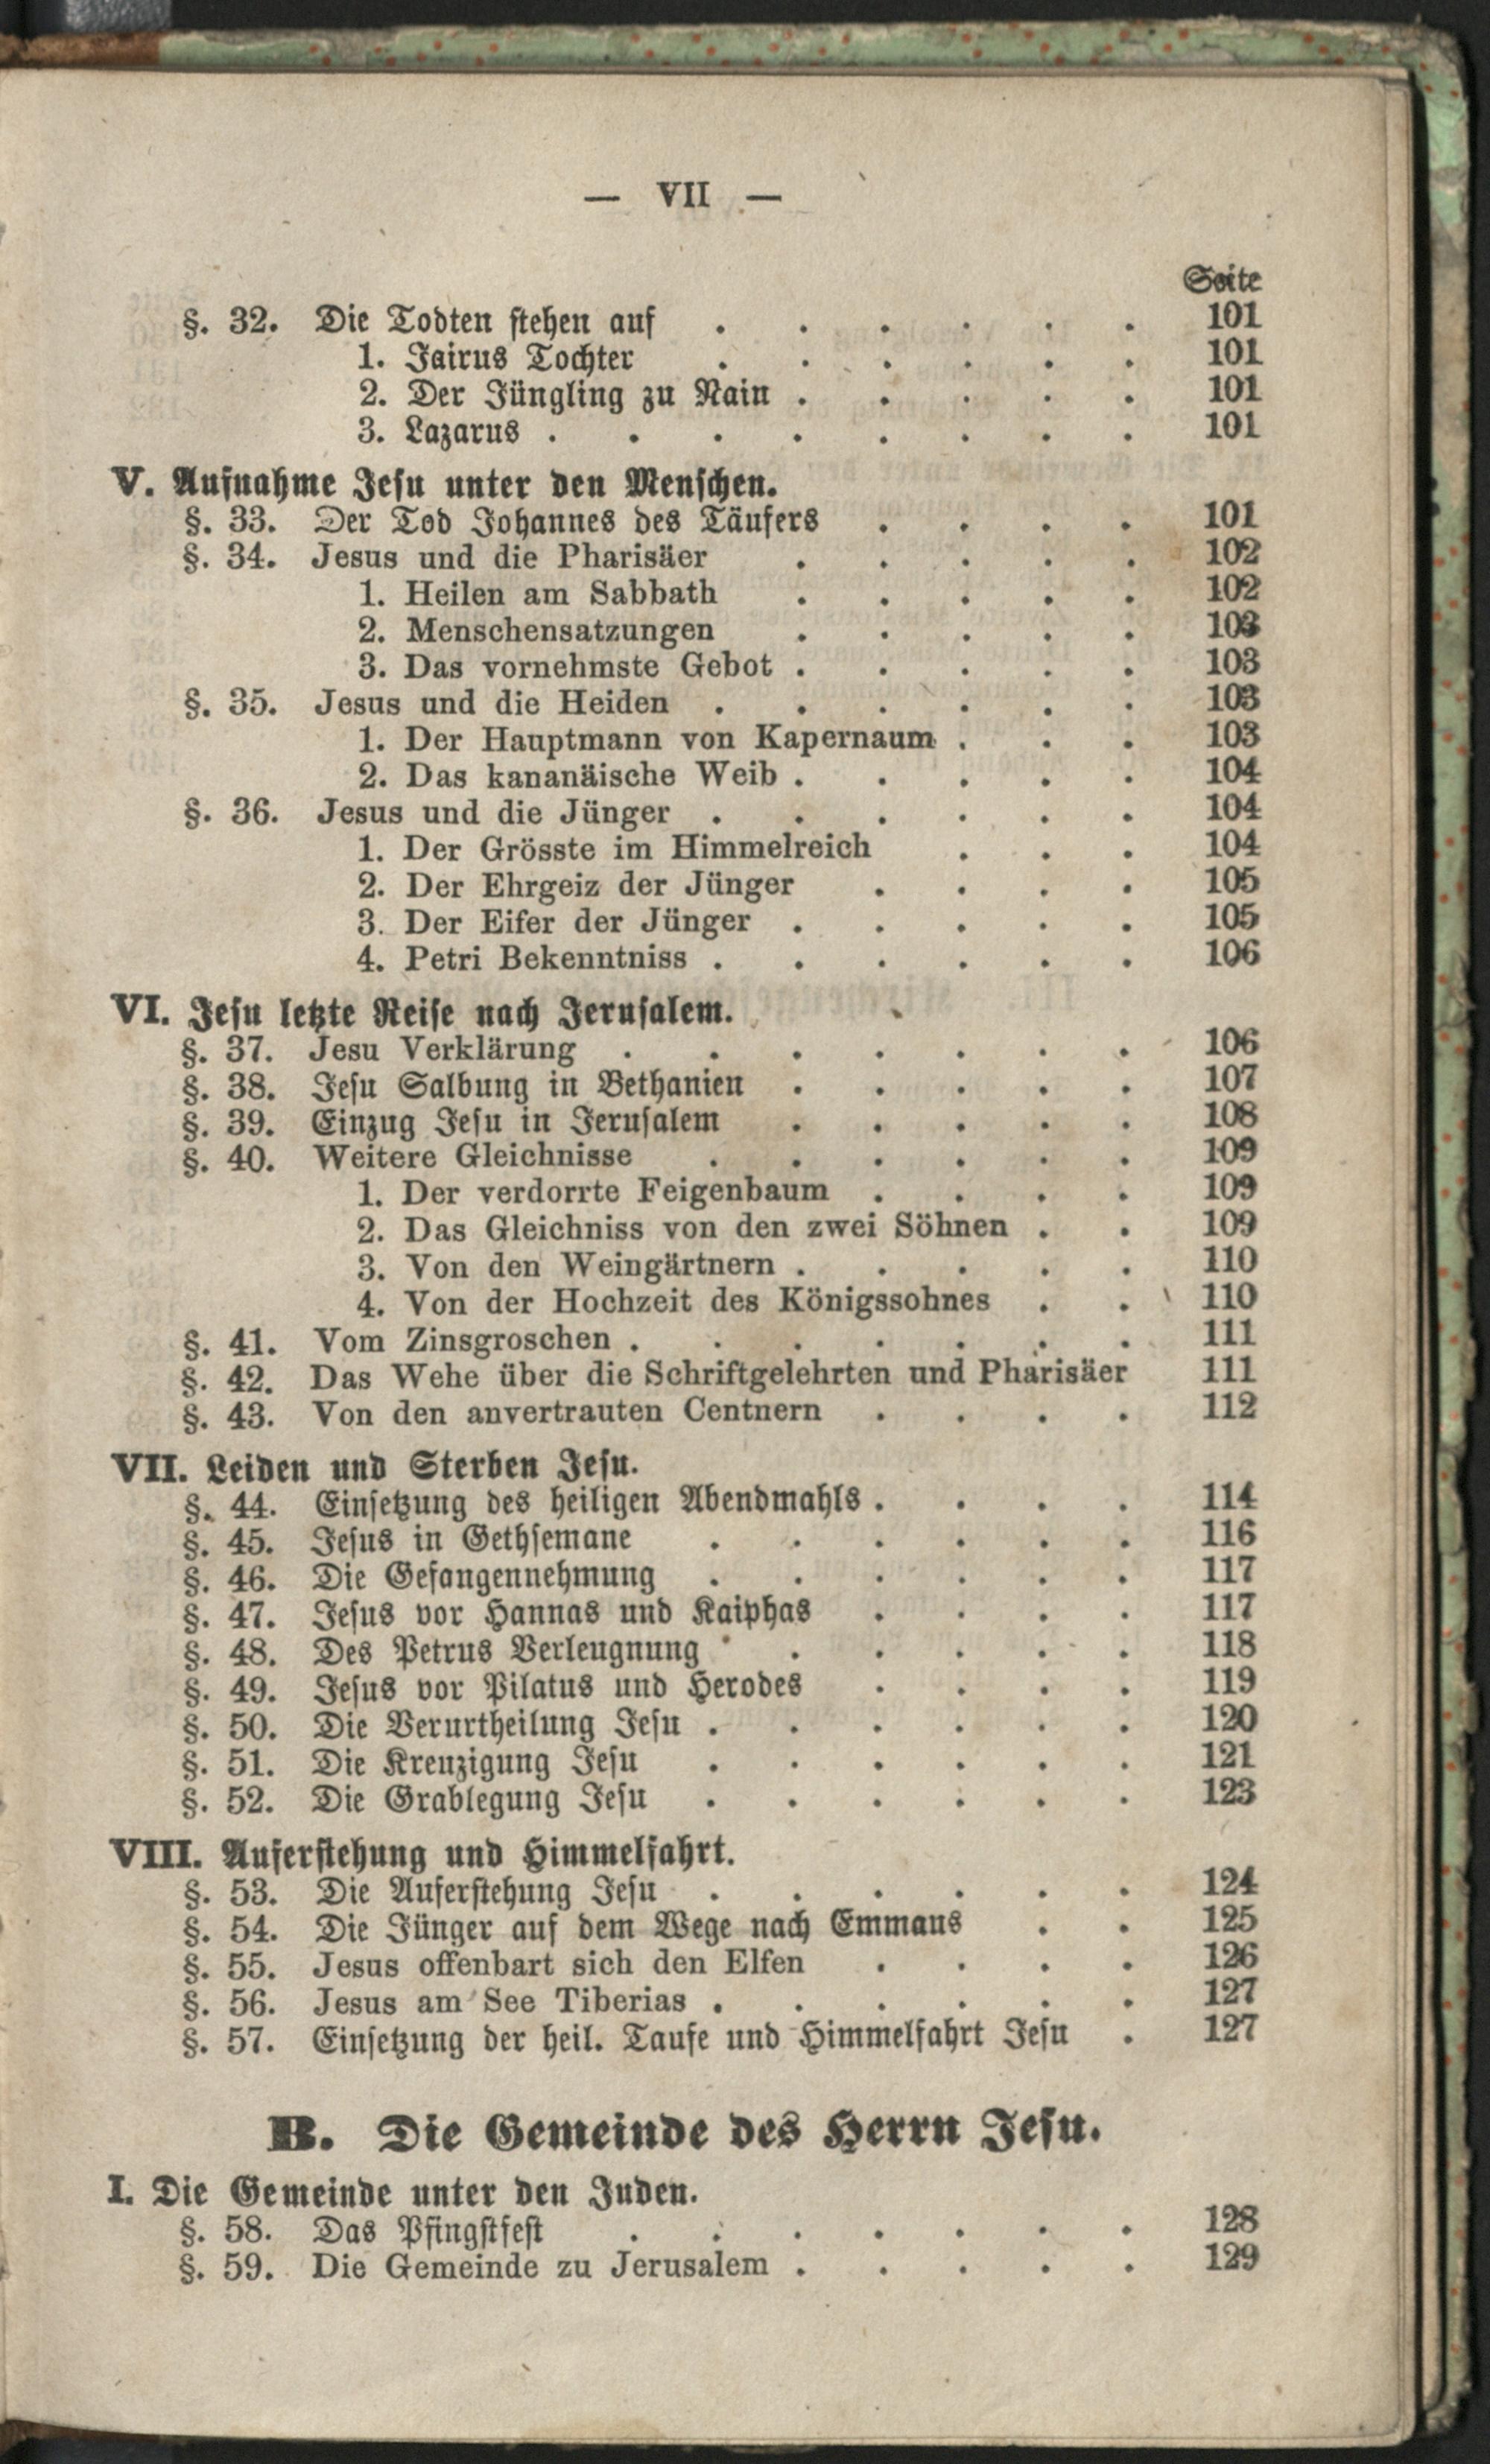 — VII —
Seite
§. 32. Die Todten stehen auf . . . . . . 101
1. Jairus Tochter . . . . . . 101
2. Der Jüngling zu Nain . . . . . 101
3. Lazarus . . . . . . . . 101
V. Aufnahme Jesu unter den Menschen.
§. 33. Der Tod Johannes des Täufers . . . . 101
§. 34. Jesus und die Pharisäer . . . . . 102
1. Heilen am Sabbath . . . . . 102
2. Menschensatzungen . . . . . 103
3. Das vornehmste Gebot . . . . . 103
§. 35. Jesus und die Heiden . . . . . . 103
1. Der Hauptmann von Kapernaum . . . 103
2. Das kananäische Weib . . . . . 104
§. 36. Jesus und die Jünger . . . . . . 104
1. Der Grösste im Himmelreich . . . 104
2. Der Ehrgeiz der Jünger . . . . 105
3. Der Eifer der Jünger . . . . . 105
4. Petri Bekenntniss . . . . . . 106
VI. Jesu letzte Reise nach Jerusalem.
§. 37. Jesu Verklärung . . . . . . . 106
§. 38. Jesu Salbung in Bethanien . . . . . 107
§. 39. Einzug Jesu in Jerusalem . . . . . 108
§. 40. Weitere Gleichnisse . . . . . . 109
1. Der verdorrte Feigenbaum . . . . 109
2. Das Gleichniss von den zwei Söhnen . . 109
3. Von den Weingärtnern . . . . . 110
4. Von der Hochzeit des Königssohnes . . 110
§. 41. Vom Zinsgroschen . . . . . . . 111
§. 42. Das Wehe über die Schriftgelehrten und Pharisäer 111
§. 43. Von den anvertrauten Centnern . . . . 112
VII. Leiden und Sterben Jesu.
§. 44. Einsetzung des heiligen Abendmahls . . . . 114
§. 45. Jesus in Gethsemane . . . . . . 116
§. 46. Die Gefangennehmung . . . . . . 117
§. 47. Jesus vor Hannas und Kaiphas . . . . 117
§. 48. Des Petrus Verleugnung . . . . . 118
§. 49. Jesus vor Pilatus und Herodes . . . . 119
§. 50. Die Verurtheilung Jesu . . . . . . 120
§. 51. Die Kreuzigung Jesu . . . . . . 121
§. 52. Die Grablegung Jesu . . . . . . 123
VIII. Auferstehung und Himmelfahrt.
§. 53. Die Auferstehung Jesu . . . . . . 124
§. 54. Die Jünger auf dem Wege nach Emmaus . . 125
§. 55. Jesus offenbart sich den Elfen . . . . 126
§. 56. Jesus am See Tiberias . . . . . . 127
§. 57. Einsetzung der heil. Taufe und Himmelfahrt Jesu . 127
B. Die Gemeinde des Herrn Jesu.
I. Die Gemeinde unter den Juden.
§. 58. Das Pfingstfest . . . . . . . 128
§. 59. Die Gemeinde zu Jerusalem . . . . . 129